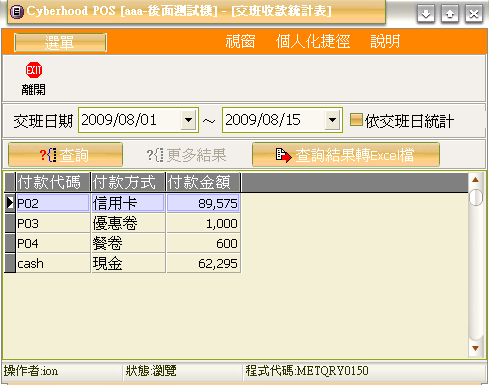 Cyberhood POS [aaa-後面測試機] - [交班收款統計表]
選單 視窗 個人化捷徑 說明
EXIT
離開
交班日期 2009/08/01 ～ 2009/08/15 依交班日統計
?{} 查詢 ?{} 更多結果 查詢結果轉Excel檔
付款代碼 付款方式 付款金額
P02 信用卡 89,575
P03 優惠卷 1,000
P04 餐卷 600
cash 現金 62,295
操作者:ion 狀態:瀏覽 程式代碼:METQRY0150